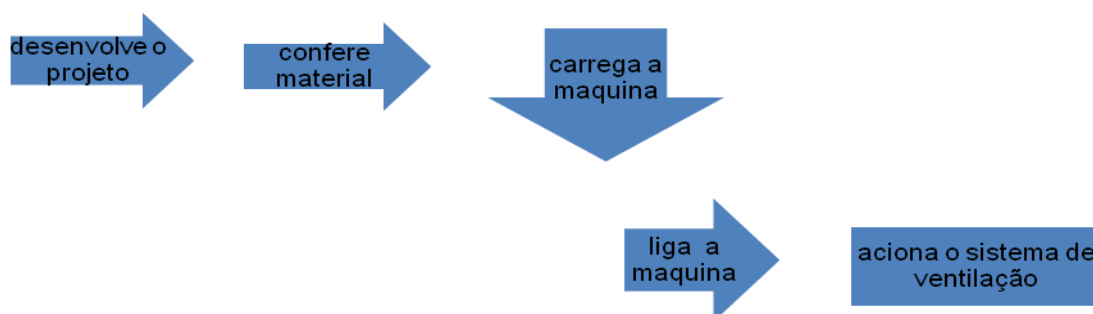 desenvolve o
projeto
confere
material
carrega a
maquina
liga a
maquina
aciona o sistema de
ventilação